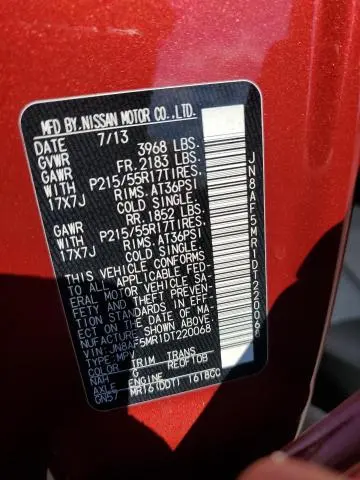 MFD BY.NISSAN MOTOR CO.,LTD.
7/13
GVWR 3968 LBS.
GAWR FR. 2183 LBS.
WITH P215/55R17TIRES,
17X7J RIMS, AT36PSI
COLD SINGLE.
GAWR RR. 1852 LBS.
WITH P215/55R17TIRES,
17X7J RIMS, AT36PSI
COLD SINGLE.
THIS VEHICLE CONFORMS
TO ALL APPLICABLE FED-
ERAL MOTOR VEHICLE SA-
FETY AND THEFT PREVEN-
TION STANDARDS IN EFF-
ECT ON THE DATE OF MA-
NUFACTURE SHOWN ABOVE.
VIN: JN8AF5MR1DT220068
TYPE: MPV
COLOR TRIM TRANS
NAH G RE0F10B
AXLE ENGINE
GN57 MR16(DDT) 1618CC
JN8AF5MR1DT220068